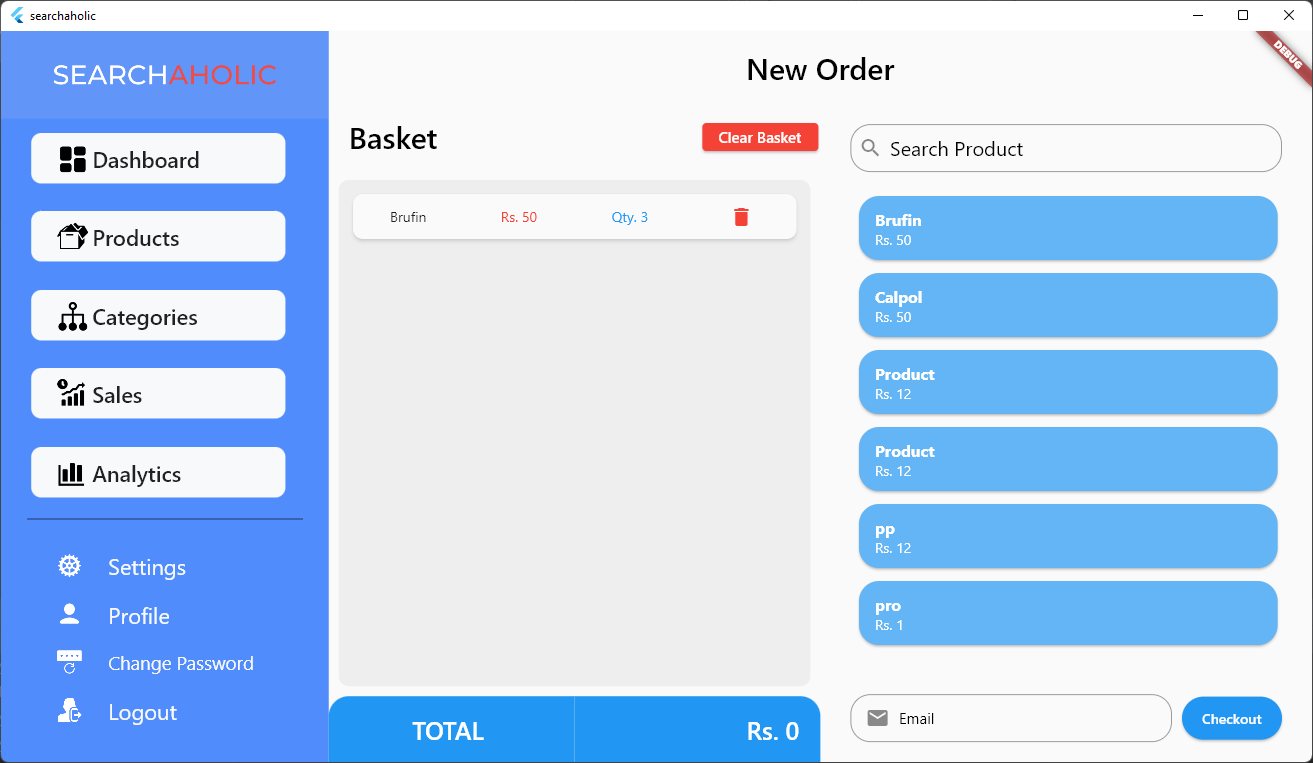 searchaholic
DEBUG
SEARCHAHOLIC
Dashboard
Products
Categories
Sales
Analytics
Settings
Profile
Change Password
Logout
New Order
Basket
Clear Basket
Brufin Rs. 50 Qty. 3
TOTAL Rs. 0
Search Product
Brufin
Rs. 50
Calpol
Rs. 50
Product
Rs. 12
Product
Rs. 12
pp
Rs. 12
pro
Rs. 1
Email
Checkout